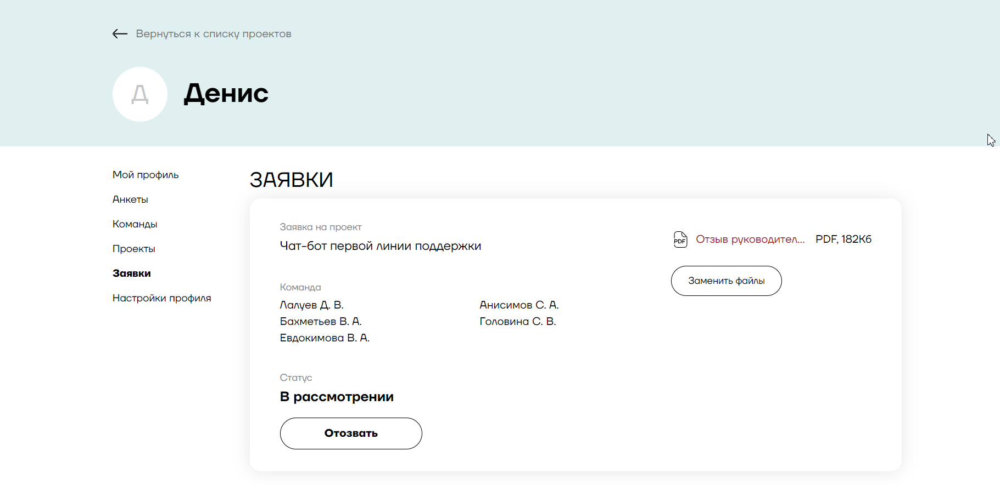 Вернуться к списку проектов
Д
Денис
Мой профиль
Анкеты
Команды
Проекты
Заявки
Настройки профиля
ЗАЯВКИ
Заявка на проект
Чат-бот первой линии поддержки
PDF
Отзыв руководител... PDF, 182Кб
Заменить файлы
Команда
Лалуев Д. В.
Бахметьев В. А.
Евдокимова В. А.
Анисимов С. А.
Головина С. В.
Статус
В рассмотрении
Отозвать